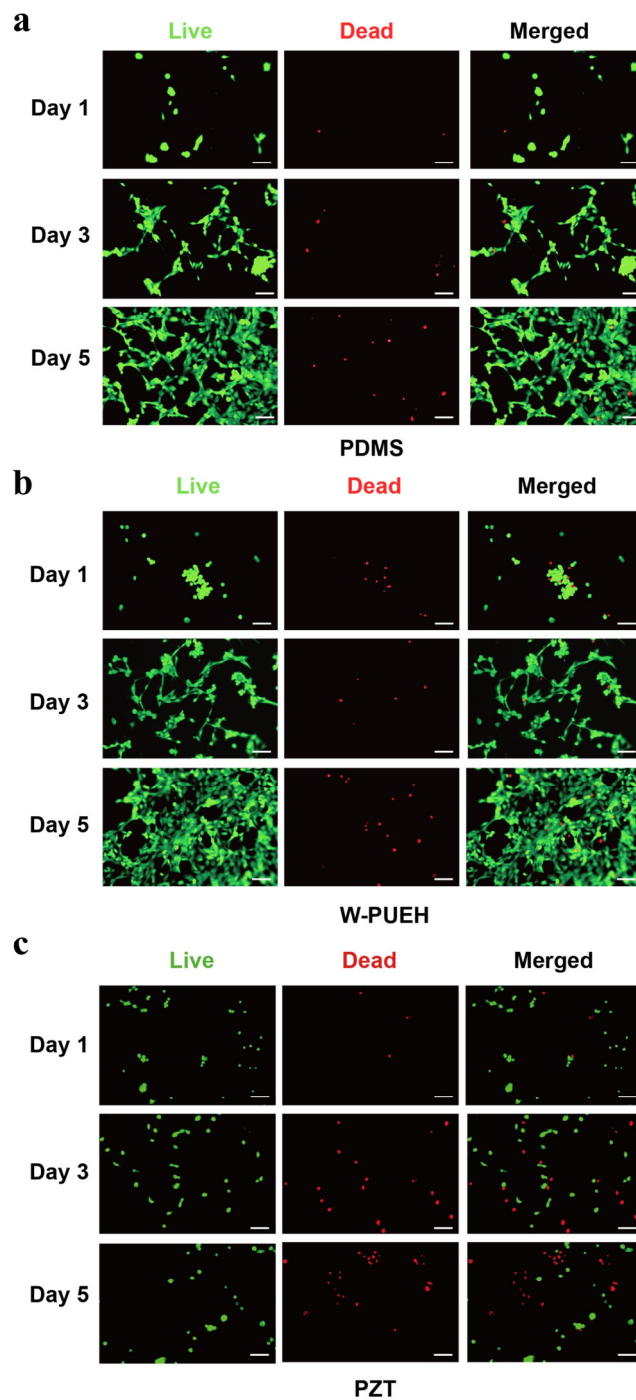 a
Live Dead Merged
Day 1
Day 3
Day 5
PDMS
b
Live Dead Merged
Day 1
Day 3
Day 5
W-PUEH
c
Live Dead Merged
Day 1
Day 3
Day 5
PZT